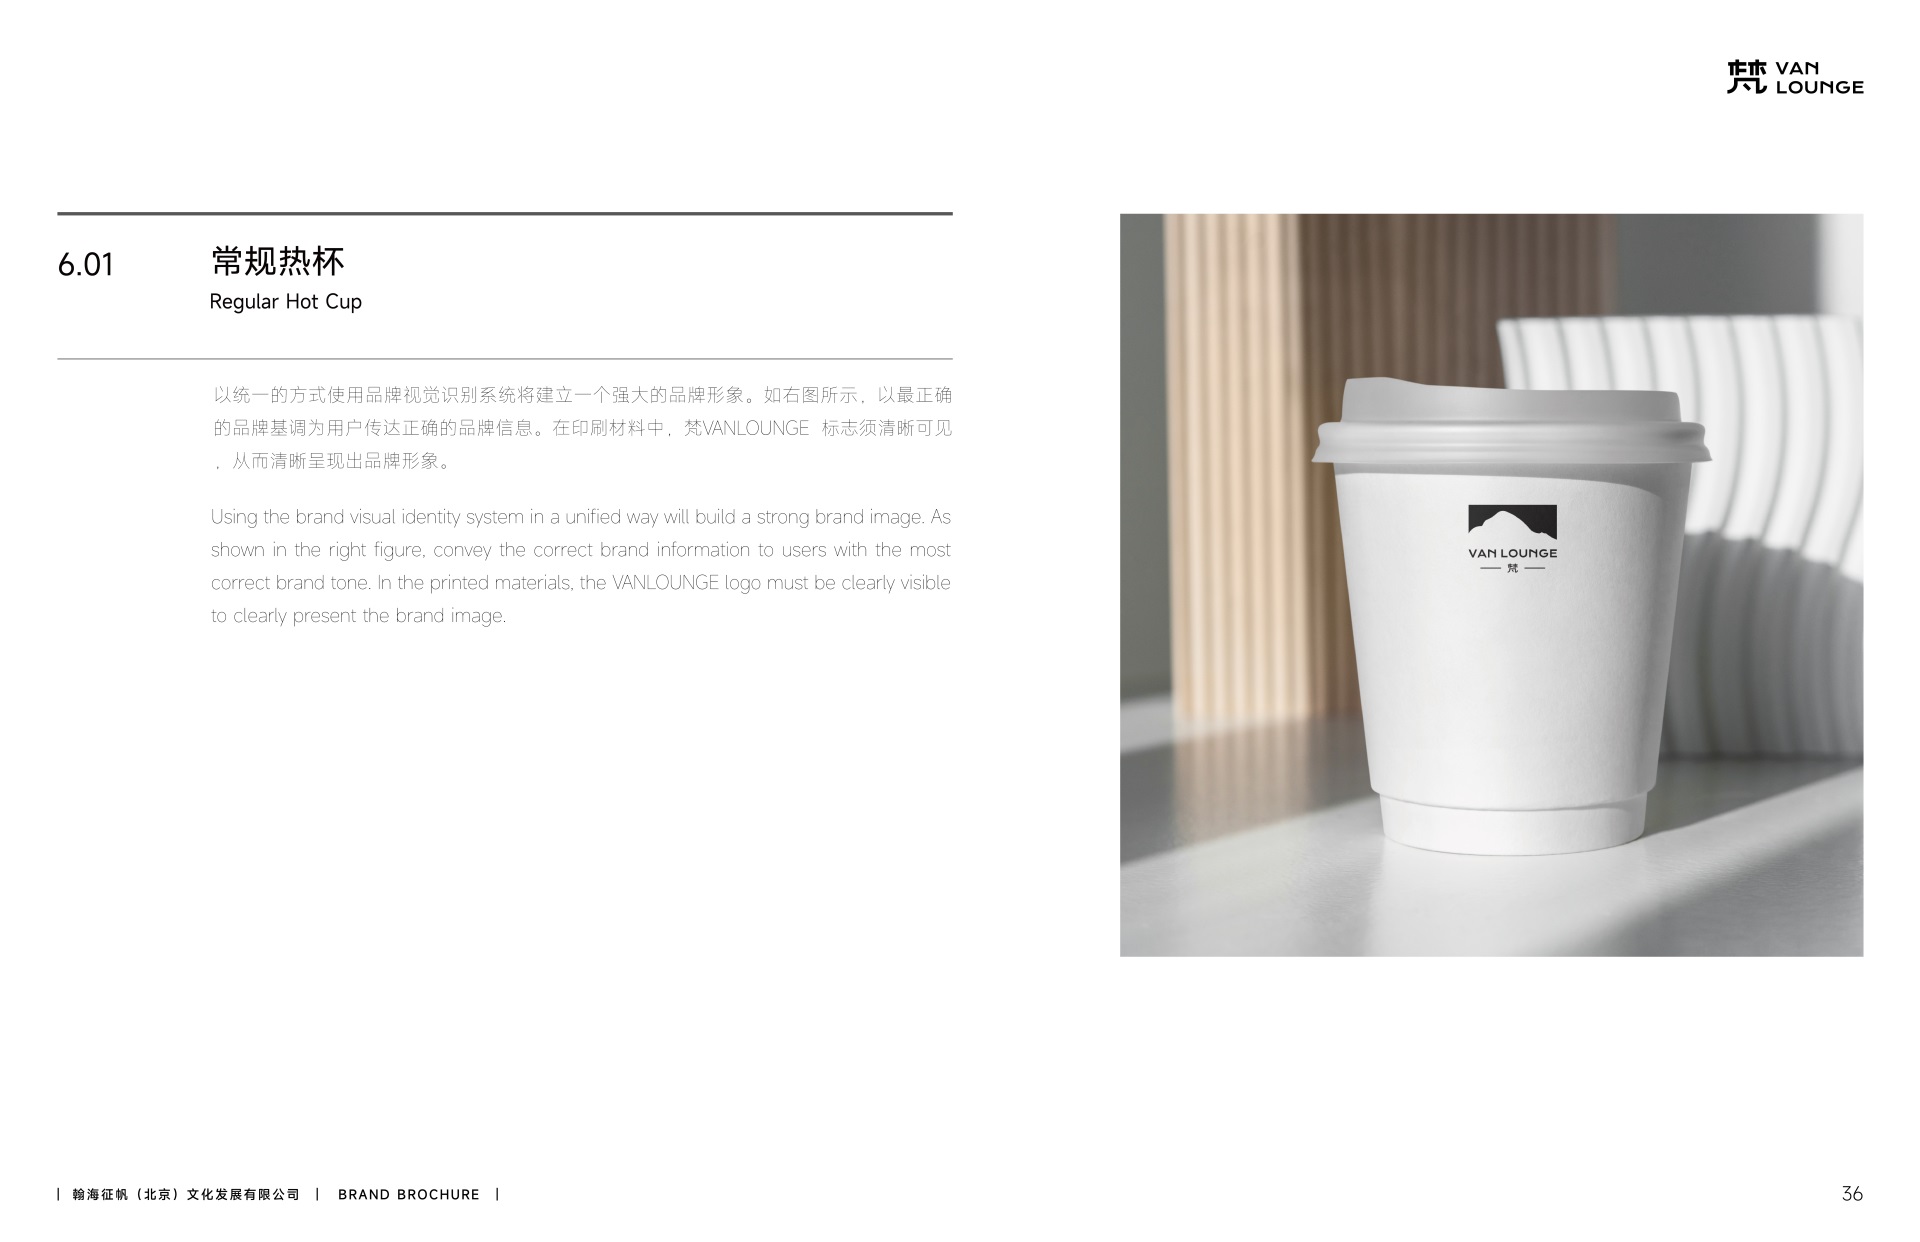 梵 VAN
LOUNGE
6.01
常规热杯
Regular Hot Cup
以统一的方式使用品牌视觉识别系统将建立一个强大的品牌形象。如右图所示，以最正确
的品牌基调为用户传达正确的品牌信息。在印刷材料中，梵VANLOUNGE 标志须清晰可见
，从而清晰呈现出品牌形象。
Using the brand visual identity system in a unified way will build a strong brand image. As
shown in the right figure, convey the correct brand information to users with the most
correct brand tone. In the printed materials, the VANLOUNGE logo must be clearly visible
to clearly present the brand image.
VAN LOUNGE
梵
| 翰海征帆（北京）文化发展有限公司 | BRAND BROCHURE |
36